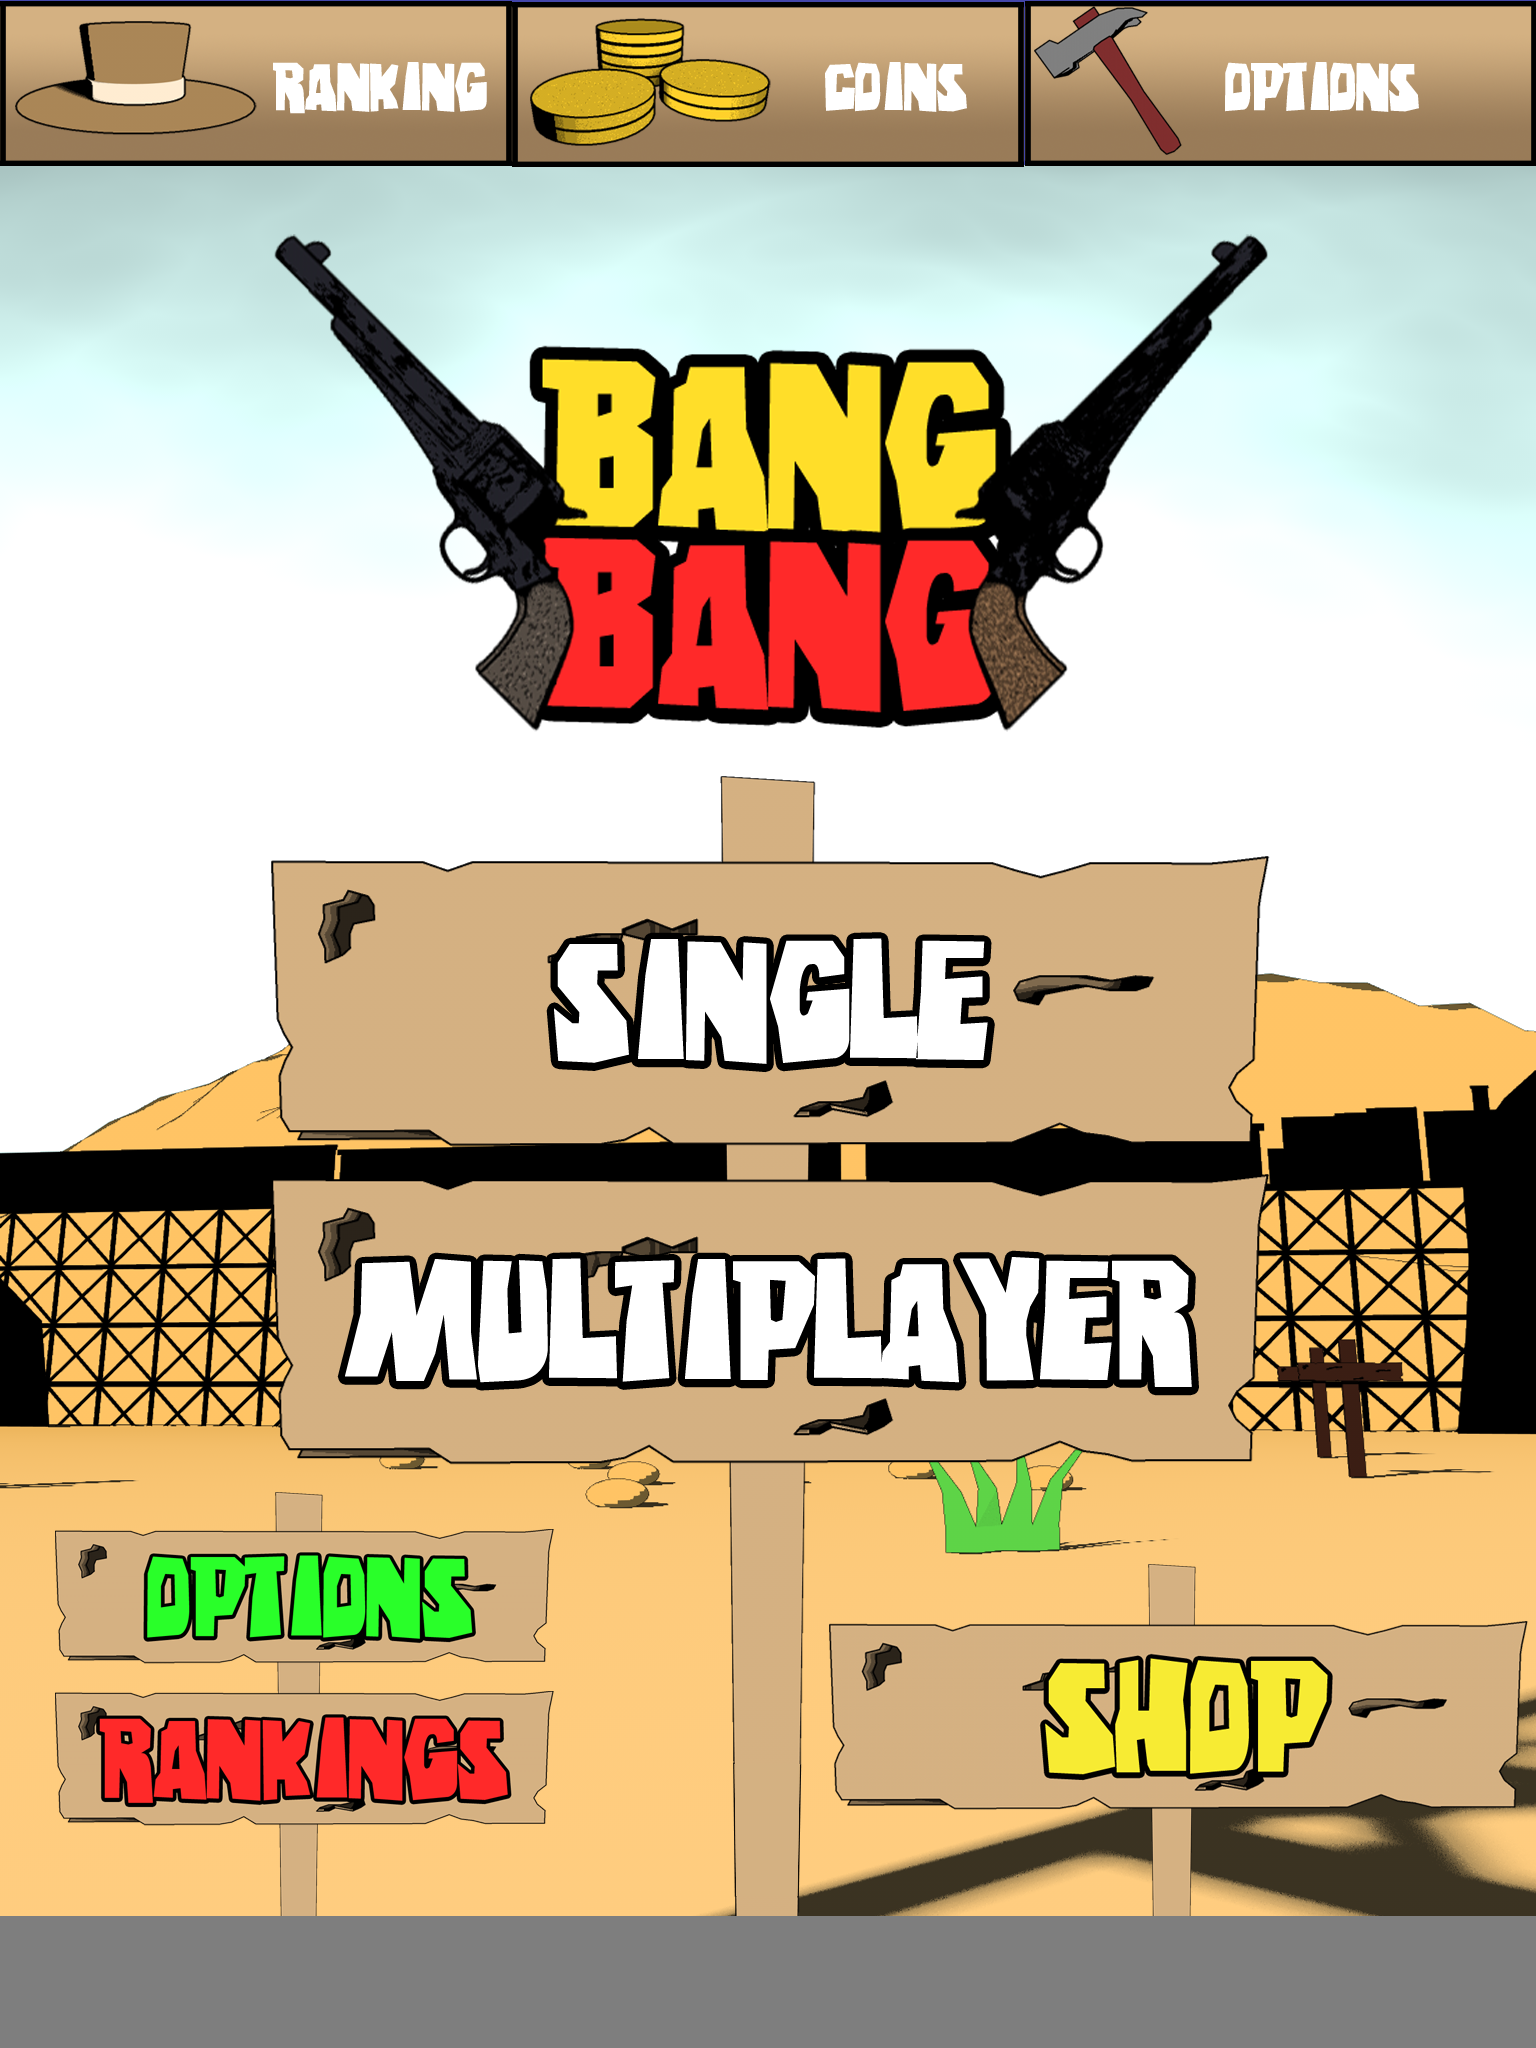 RANKING
COINS
OPTIONS
BANG
BANG
SINGLE
MULTIPLAYER
OPTIONS
RANKINGS
SHOP